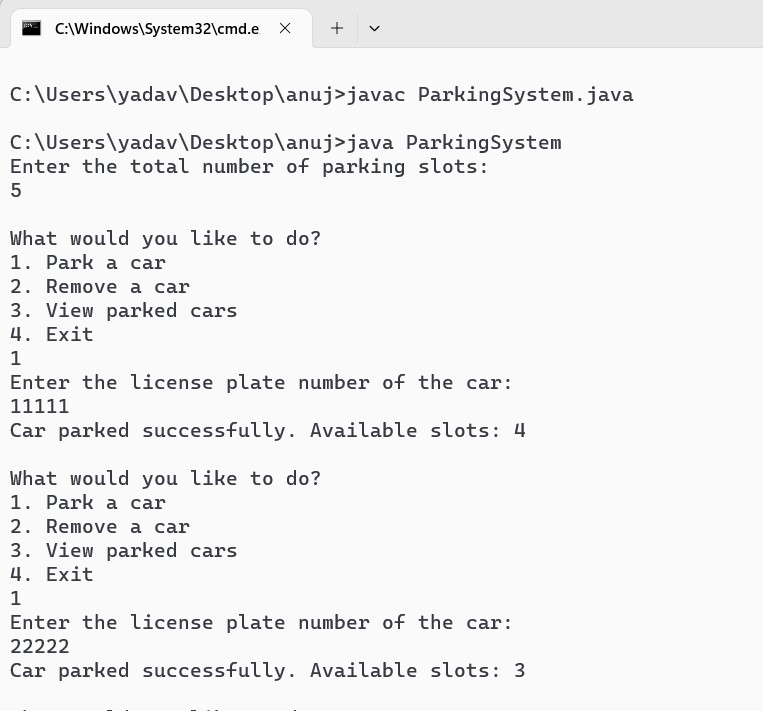 C:\Windows\System32\cmd.e
C:\Users\yadav\Desktop\anuj>javac ParkingSystem.java
C:\Users\yadav\Desktop\anuj>java ParkingSystem
Enter the total number of parking slots:
5
What would you like to do?
1. Park a car
2. Remove a car
3. View parked cars
4. Exit
1
Enter the license plate number of the car:
11111
Car parked successfully. Available slots: 4
What would you like to do?
1. Park a car
2. Remove a car
3. View parked cars
4. Exit
1
Enter the license plate number of the car:
22222
Car parked successfully. Available slots: 3